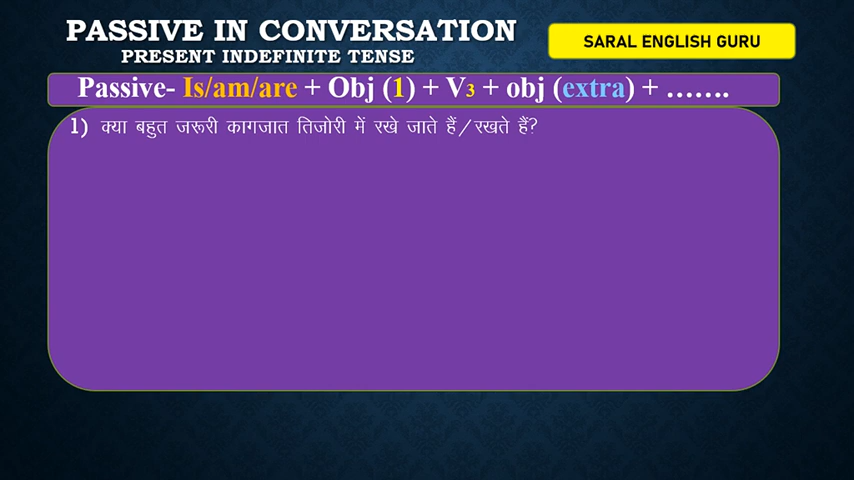 PASSIVE IN CONVERSATION
PRESENT INDEFINITE TENSE
SARAL ENGLISH GURU
Passive- Is/am/are + Obj (1) + V3 + obj (extra) + …….
1) क्या बहुत जरूरी कागजात तिजोरी में रखे जाते हैं/रखते हैं?